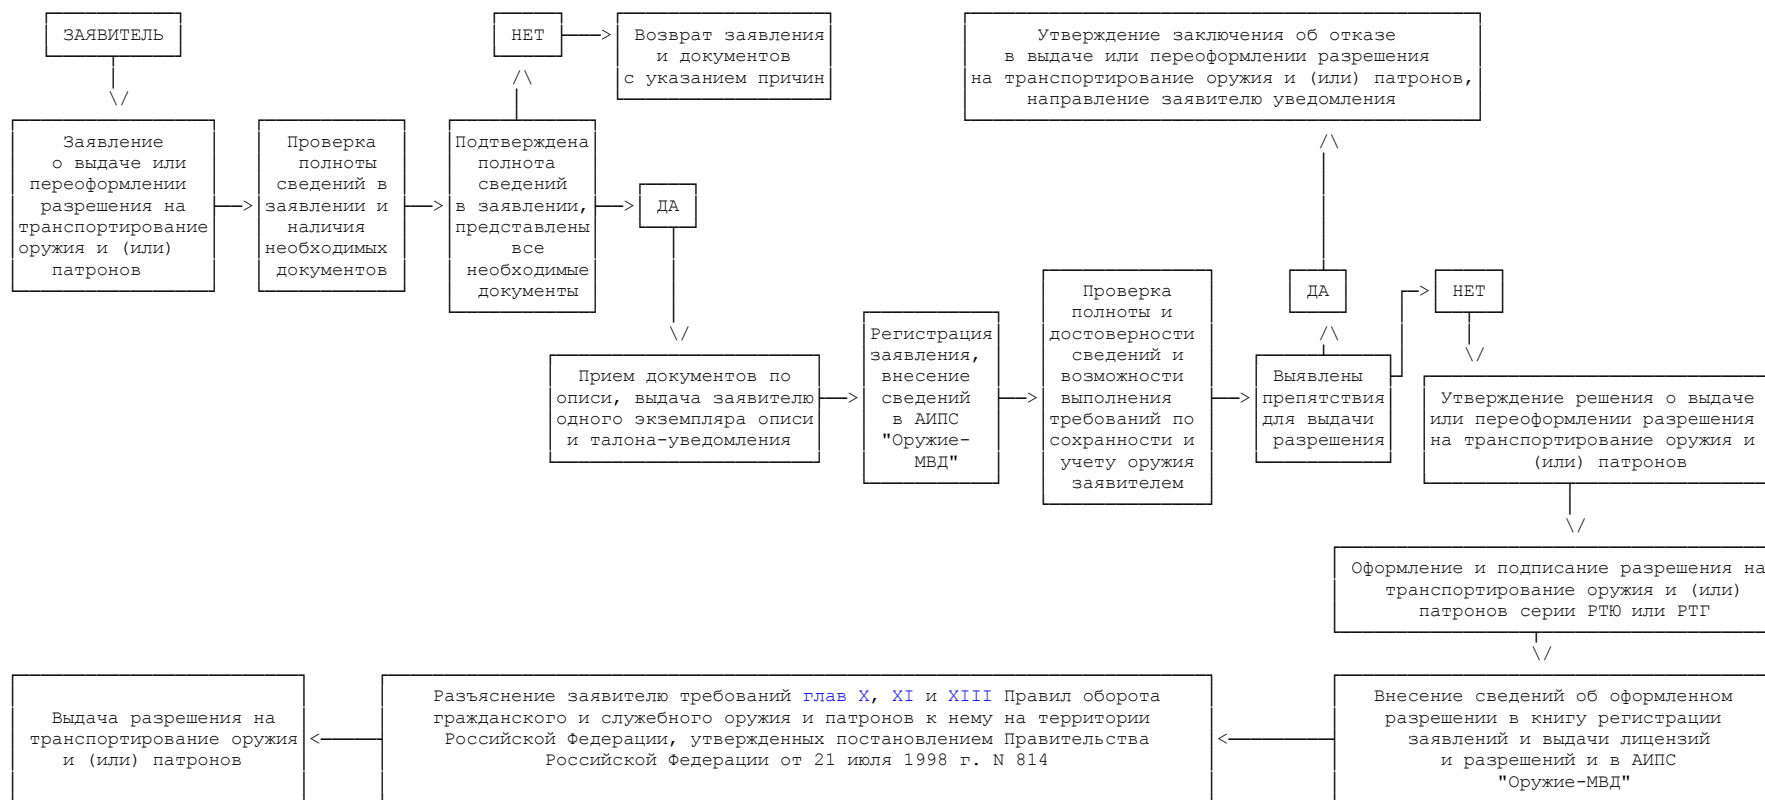 ЗАЯВИТЕЛЬ
НЕТ
Возврат заявления
и документов
с указанием причин
Утверждение заключения об отказе
в выдаче или переоформлении разрешения
на транспортирование оружия и (или) патронов,
направление заявителю уведомления
Заявление
о выдаче или
переоформлении
разрешения на
транспортирование
оружия и (или)
патронов
Проверка
полноты
сведений в
заявлении и
наличия
необходимых
документов
Подтверждена
полнота
сведений
в заявлении,
представлены
все
необходимые
документы
ДА
Прием документов по
описи, выдача заявителю
одного экземпляра описи
и талона-уведомления
Регистрация
заявления,
внесение
сведений
в АИПС
"Оружие-
МВД"
Проверка
полноты и
достоверности
сведений и
возможности
выполнения
требований по
сохранности и
учету оружия
заявителем
Выявлены
препятствия
для выдачи
разрешения
ДА
НЕТ
Утверждение решения о выдаче
или переоформлении разрешения
на транспортирование оружия и
(или) патронов
Оформление и подписание разрешения на
транспортирование оружия и (или)
патронов серии РТЮ или РТГ
Внесение сведений об оформленном
разрешении в книгу регистрации
заявлений и выдачи лицензий
и разрешений и в АИПС
"Оружие-МВД"
Разъяснение заявителю требований глав X, XI и XIII Правил оборота
гражданского и служебного оружия и патронов к нему на территории
Российской Федерации, утвержденных постановлением Правительства
Российской Федерации от 21 июля 1998 г. N 814
Выдача разрешения на
транспортирование оружия
и (или) патронов